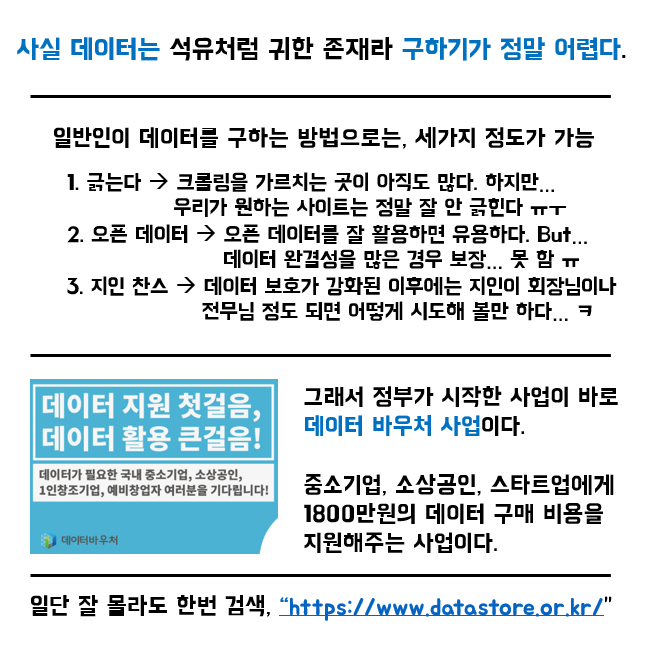 사실 데이터는 석유처럼 귀한 존재라 구하기가 정말 어렵다.
일반인이 데이터를 구하는 방법으로는, 세가지 정도가 가능
1. 긁는다 → 크롤링을 가르치는 곳이 아직도 많다. 하지만...
우리가 원하는 사이트는 정말 잘 안 긁힌다 ㅠㅜ
2. 오픈 데이터 → 오픈 데이터를 잘 활용하면 유용하다. But...
데이터 완결성을 많은 경우 보장... 못 함 ㅠ
3. 지인 찬스 → 데이터 보호가 강화된 이후에는 지인이 회장님이나
전무님 정도 되면 어떻게 시도해 볼만 하다... ㅋ
데이터 지원 첫걸음,
데이터 활용 큰걸음!
데이터가 필요한 국내 중소기업, 소상공인,
1인창조기업, 예비창업자 여러분을 기다립니다!
데이터바우처
그래서 정부가 시작한 사업이 바로
데이터 바우처 사업이다.
중소기업, 소상공인, 스타트업에게
1800만원의 데이터 구매 비용을
지원해주는 사업이다.
일단 잘 몰라도 한번 검색, “https://www.datastore.or.kr/"